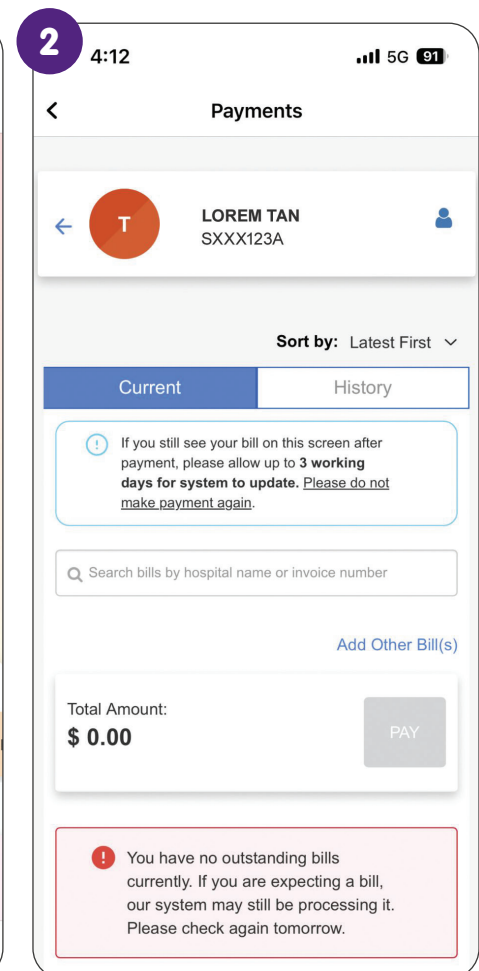 2
4:12
5G 91
Payments
T
LOREM TAN
SXXX123A
Sort by: Latest First
Current
History
If you still see your bill on this screen after
payment, please allow up to 3 working
days for system to update. Please do not
make payment again.
Search bills by hospital name or invoice number
Add Other Bill(s)
Total Amount:
$ 0.00
PAY
You have no outstanding bills
currently. If you are expecting a bill,
our system may still be processing it.
Please check again tomorrow.